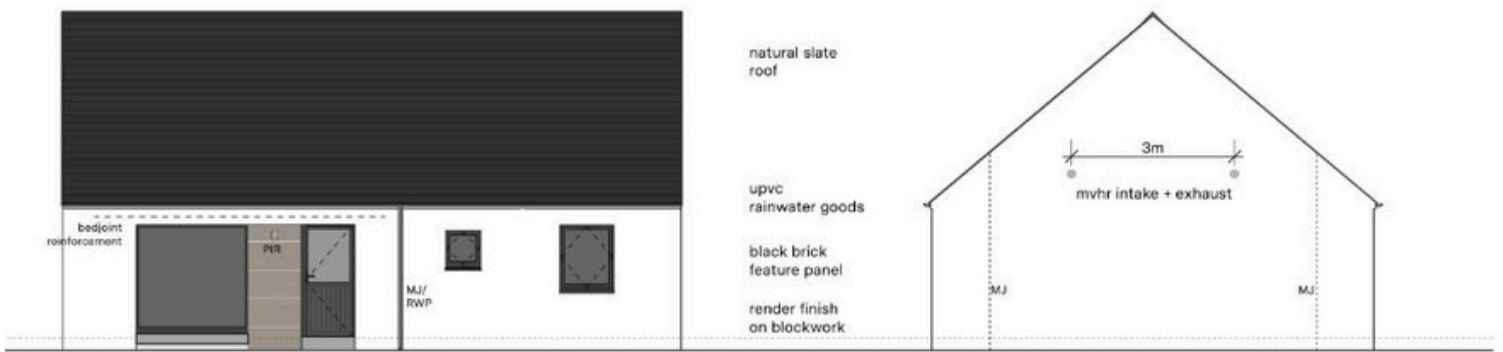 bedjoint
reinforcement
PIR
MJ/
RWP
natural slate
roof
upvc
rainwater goods
black brick
feature panel
render finish
on blockwork
3m
mvhr intake + exhaust
MJ
MJ